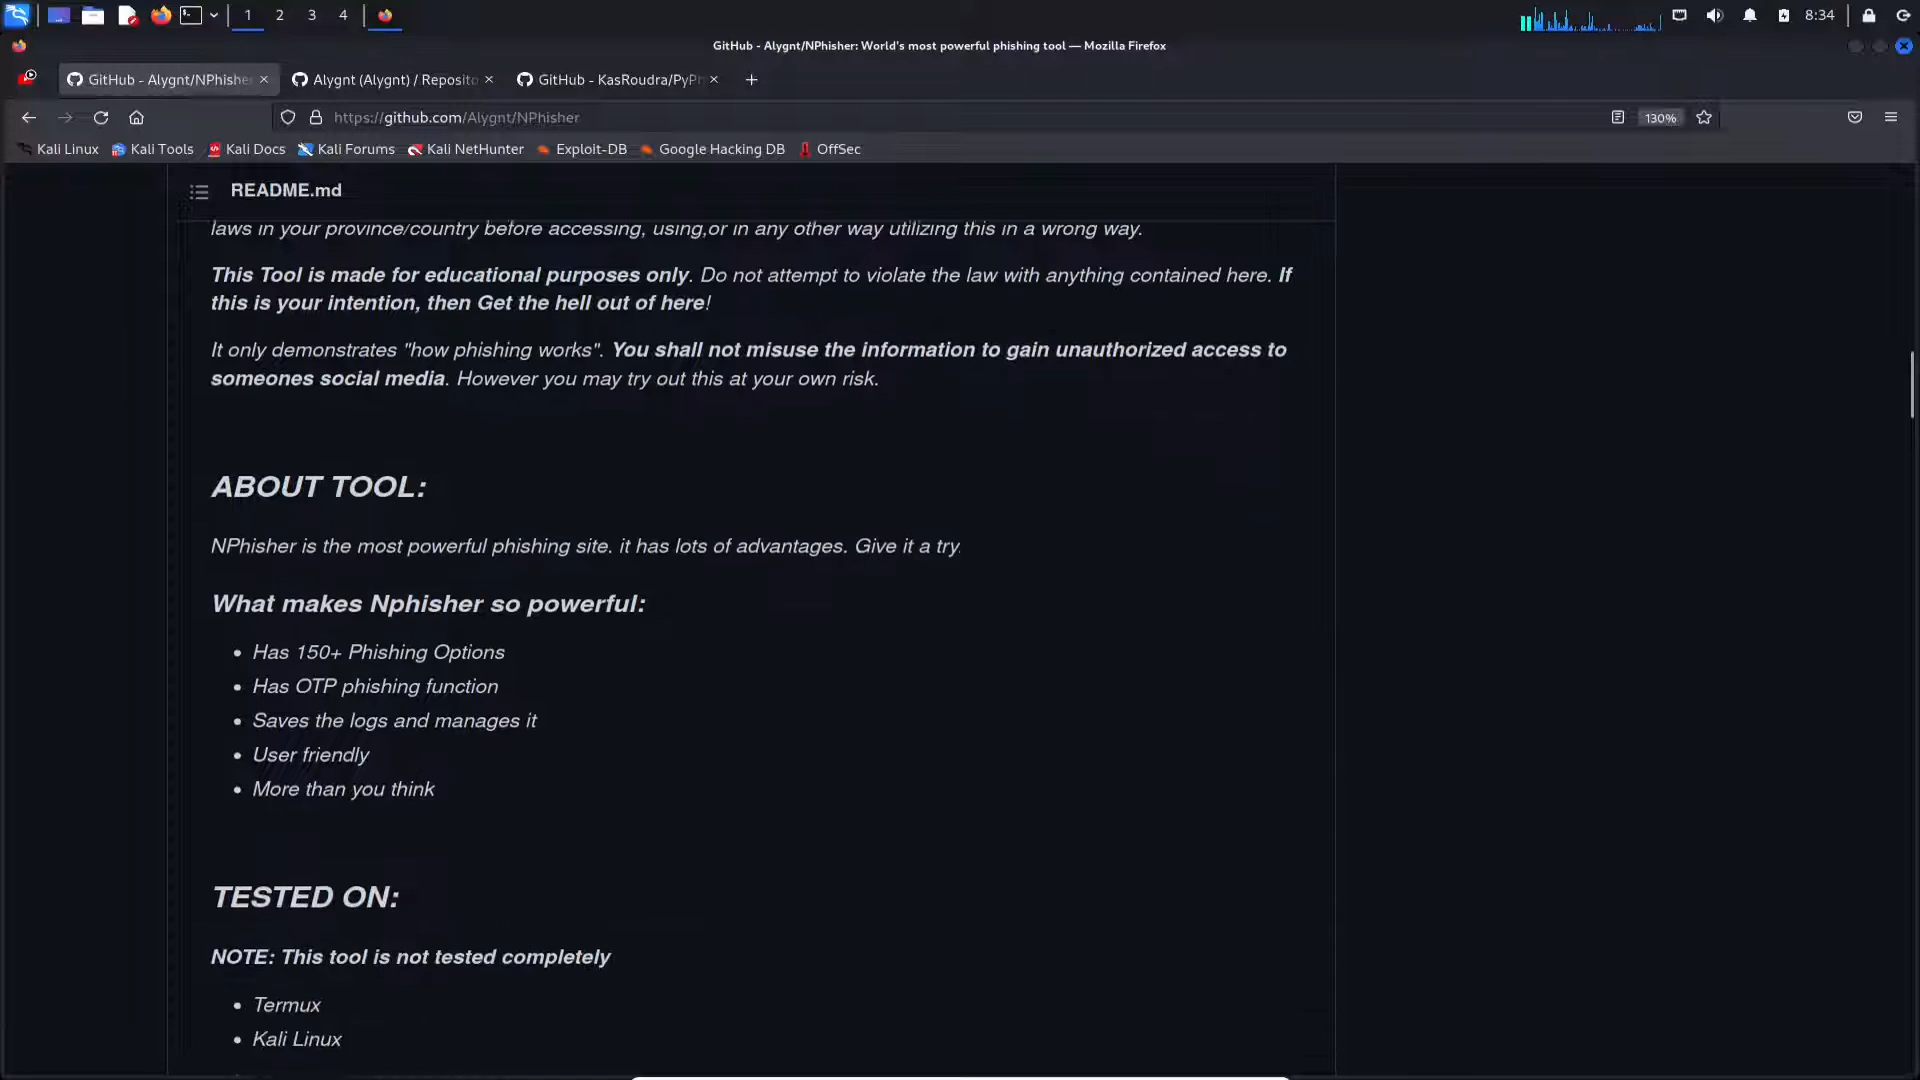 1 2 3 4 8:34
GitHub - Alygnt/NPhisher: World's most powerful phishing tool — Mozilla Firefox
GitHub - Alygnt/NPhishe Alygnt (Alygnt) / Reposito GitHub - KasRoudra/PyP
https://github.com/Alygnt/NPhisher 130%
Kali Linux Kali Tools Kali Docs Kali Forums Kali NetHunter Exploit-DB Google Hacking DB OffSec
README.md
laws in your province/country before accessing, using,or in any other way utilizing this in a wrong way.
This Tool is made for educational purposes only. Do not attempt to violate the law with anything contained here. If
this is your intention, then Get the hell out of here!
It only demonstrates "how phishing works". You shall not misuse the information to gain unauthorized access to
someones social media. However you may try out this at your own risk.
ABOUT TOOL:
NPhisher is the most powerful phishing site. it has lots of advantages. Give it a try.
What makes Nphisher so powerful:
• Has 150+ Phishing Options
• Has OTP phishing function
• Saves the logs and manages it
• User friendly
• More than you think
TESTED ON:
NOTE: This tool is not tested completely
• Termux
• Kali Linux